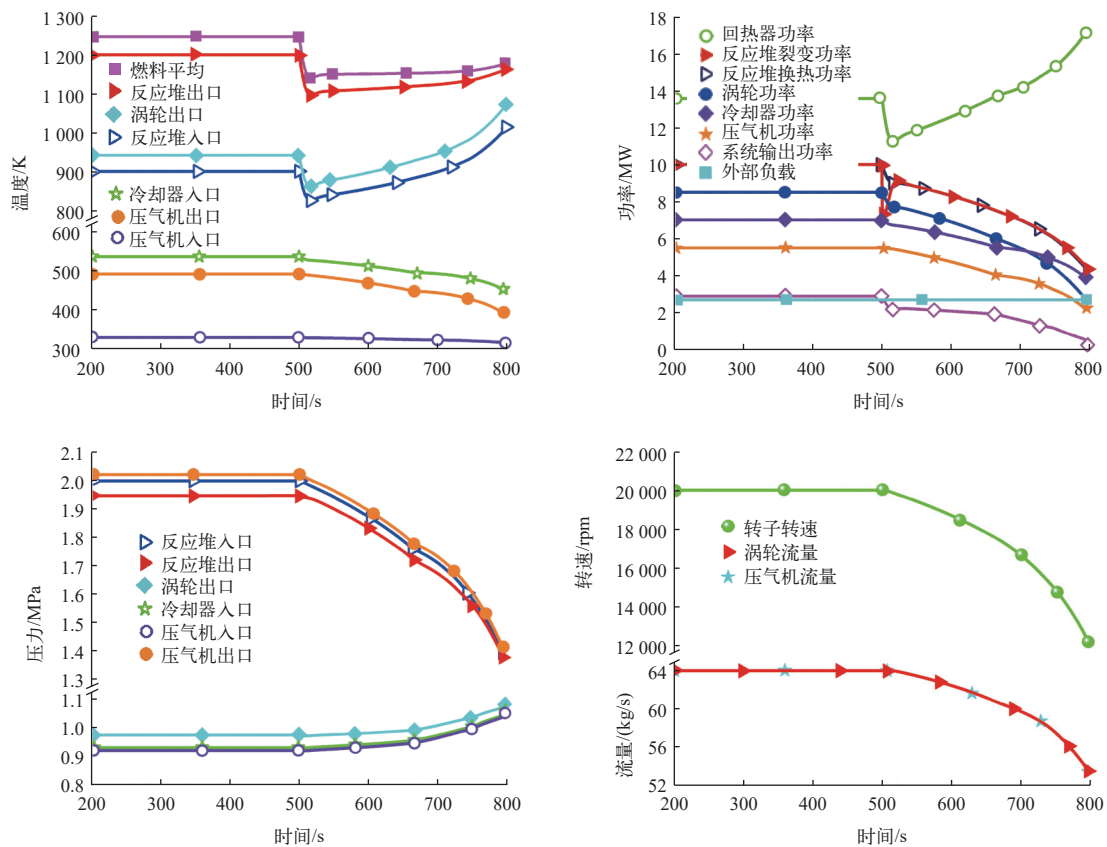 1 300
1 200
1 100
1 000
900
800
600
500
400
300
温度/K
燃料平均
反应堆出口
涡轮出口
反应堆入口
冷却器入口
压气机出口
压气机入口
200 300 400 500 600 700 800
时间/s
18
16
14
12
10
8
6
4
2
0
功率/MW
回热器功率
反应堆裂变功率
反应堆换热功率
涡轮功率
冷却器功率
压气机功率
系统输出功率
外部负载
200 300 400 500 600 700 800
时间/s
2.1
2.0
1.9
1.8
1.7
1.6
1.5
1.4
1.3
1.1
1.0
0.9
0.8
压力/MPa
反应堆入口
反应堆出口
涡轮出口
冷却器入口
压气机入口
压气机出口
200 300 400 500 600 700 800
时间/s
22 000
20 000
18 000
16 000
14 000
12 000
64
60
56
52
转速/rpm
流量/(kg/s)
转子转速
涡轮流量
压气机流量
200 300 400 500 600 700 800
时间/s